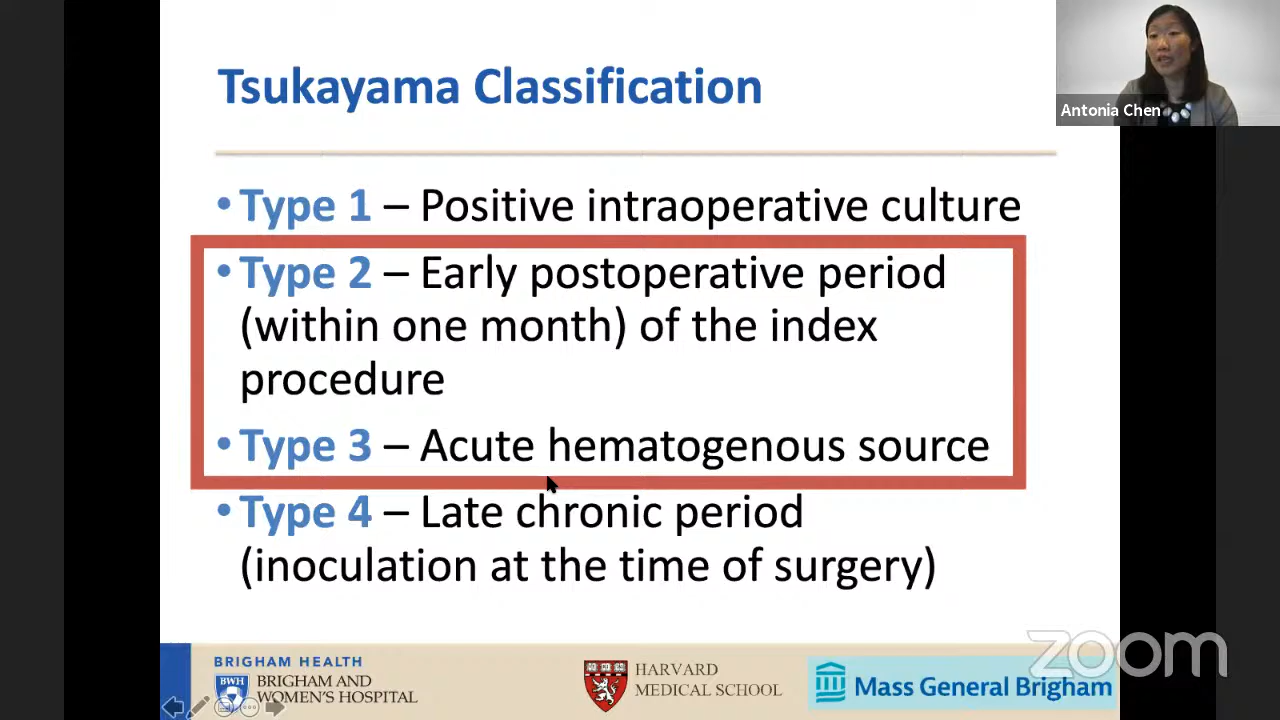 Tsukayama Classification
Antonia Chen
• Type 1 – Positive intraoperative culture
• Type 2 – Early postoperative period
(within one month) of the index
procedure
• Type 3 – Acute hematogenous source
• Type 4 – Late chronic period
(inoculation at the time of surgery)
BRIGHAM HEALTH
BWH
BRIGHAM AND
WOMEN'S HOSPITAL
HARVARD
MEDICAL SCHOOL
Mass General Brigham
zoom